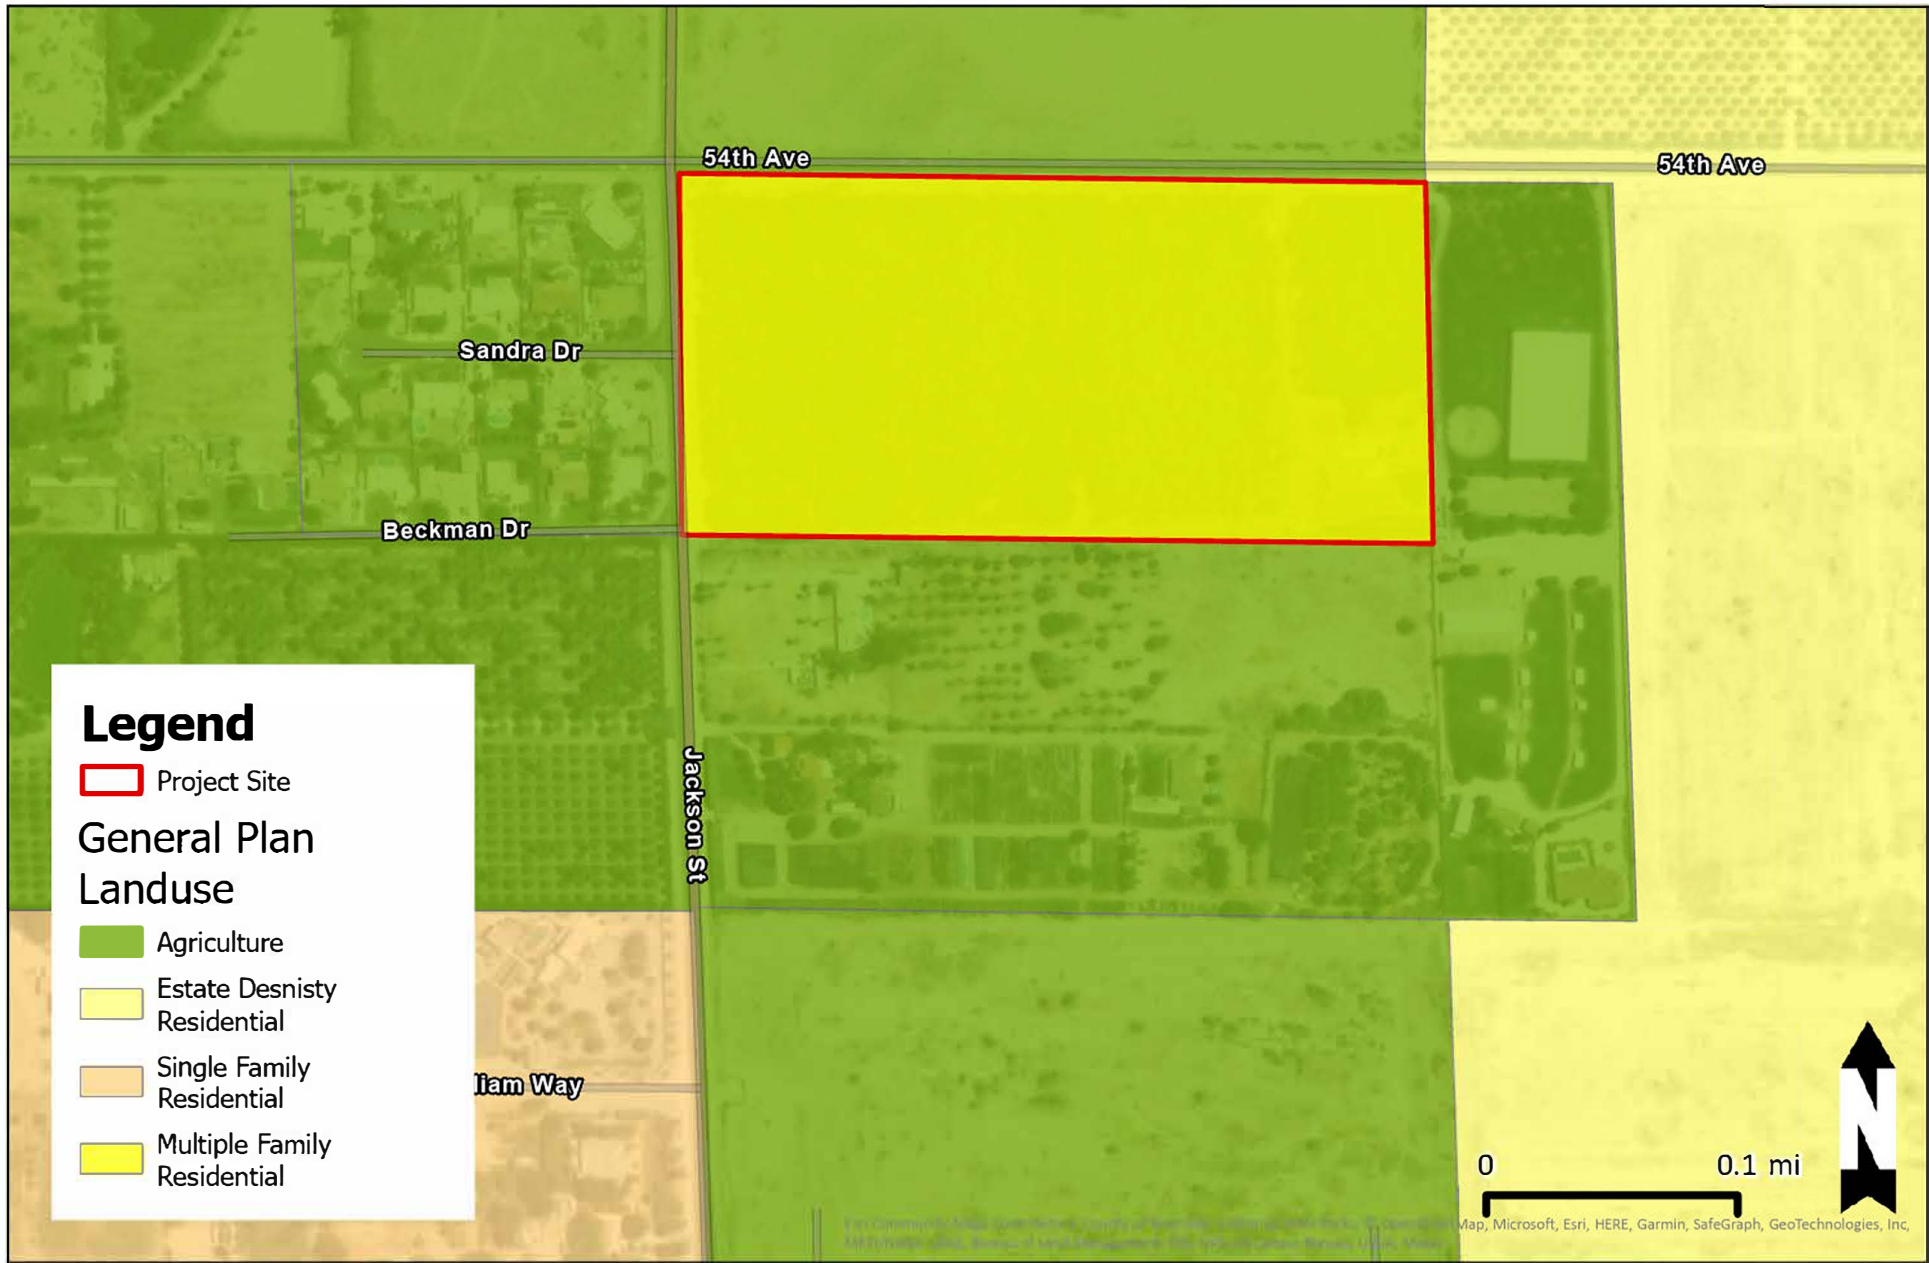 54th Ave
54th Ave
Sandra Dr
Beckman Dr
Jackson St
Legend
Project Site
General Plan
Landuse
Agriculture
Estate Desnisty
Residential
Single Family
Residential
Multiple Family
Residential
liam Way
0 0.1 mi
N
Map, Microsoft, Esri, HERE, Garmin, SafeGraph, GeoTechnologies, Inc,